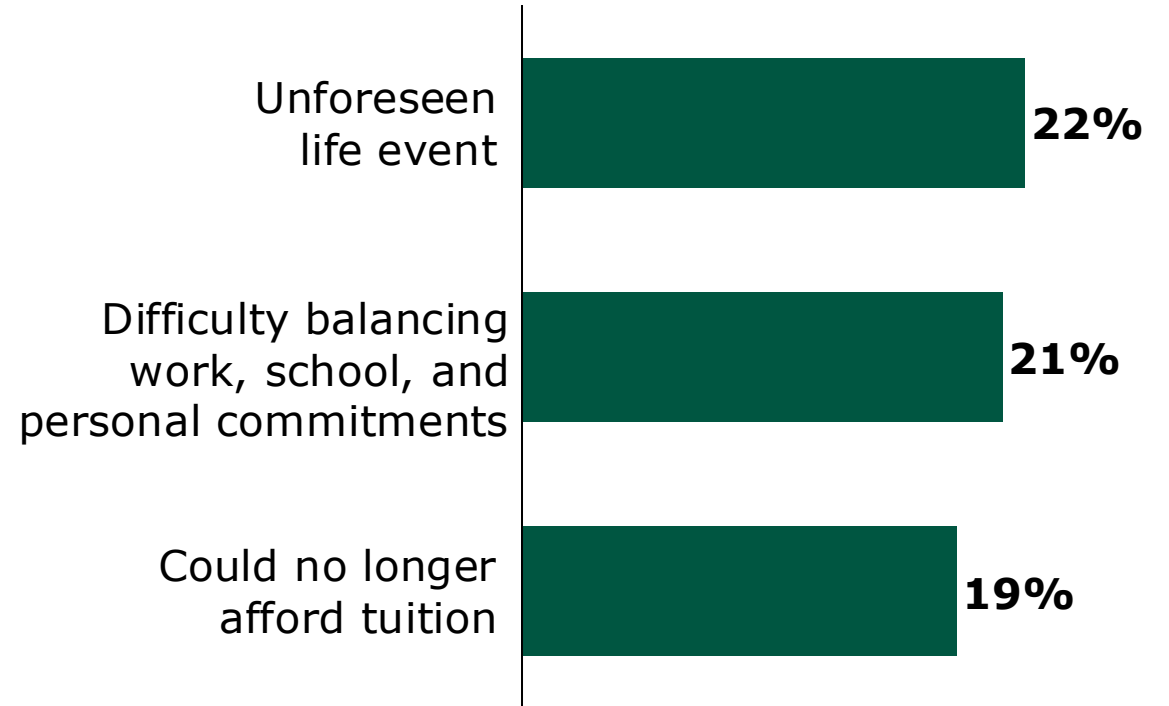 Unforeseen
life event
22%
Difficulty balancing
work, school, and
personal commitments
21%
Could no longer
afford tuition
19%